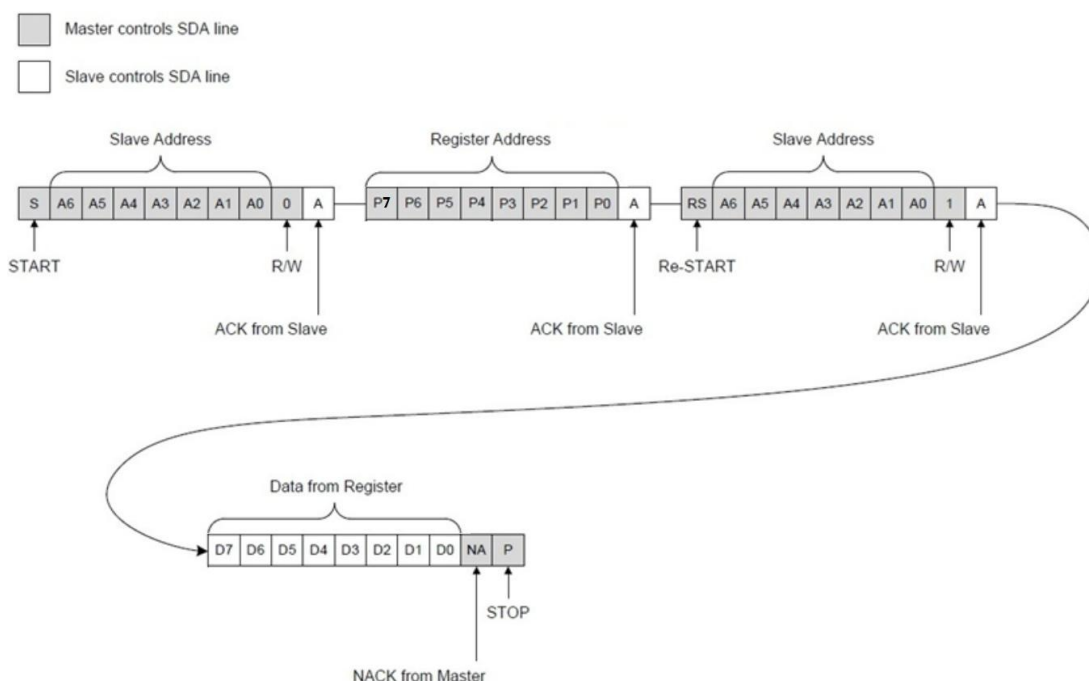 Master controls SDA line
Slave controls SDA line
Slave Address
Register Address
Slave Address
S A6 A5 A4 A3 A2 A1 A0 0 A
P7 P6 P5 P4 P3 P2 P1 P0 A
RS A6 A5 A4 A3 A2 A1 A0 1 A
START
R/W
Re-START
R/W
ACK from Slave
ACK from Slave
ACK from Slave
Data from Register
D7 D6 D5 D4 D3 D2 D1 D0 NA P
STOP
NACK from Master